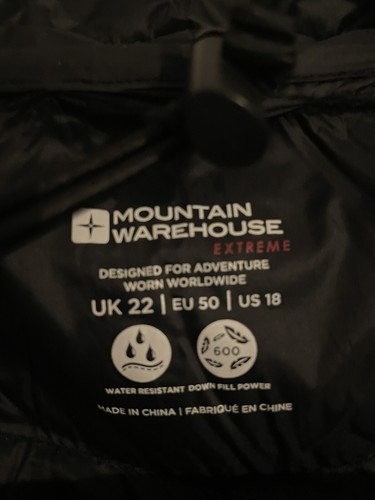 MOUNTAIN
WAREHOUSE
EXTREME
DESIGNED FOR ADVENTURE
WORN WORLDWIDE
UK 22 | EU 50 | US 18
600
WATER RESISTANT DOWN FILL POWER
MADE IN CHINA | FABRIQUÉ EN CHINE